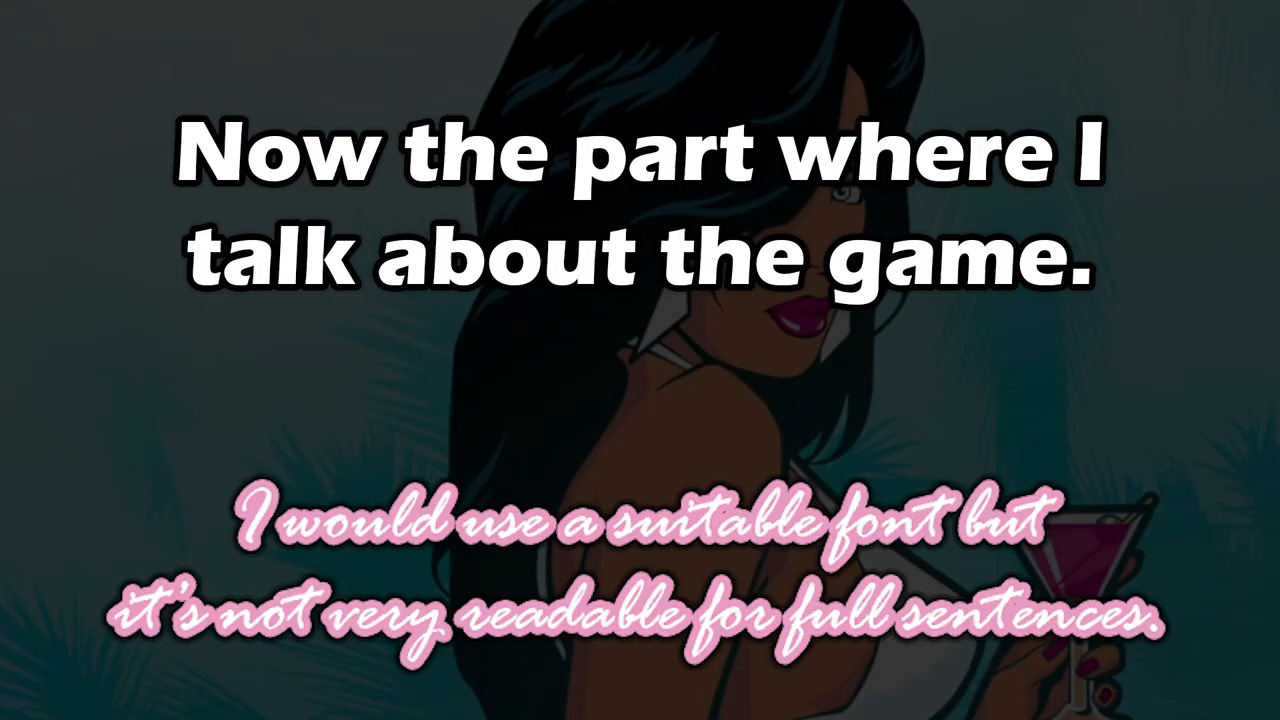 Now the part where I
talk about the game.
I would use a suitable font but
it's not very readable for full sentences.